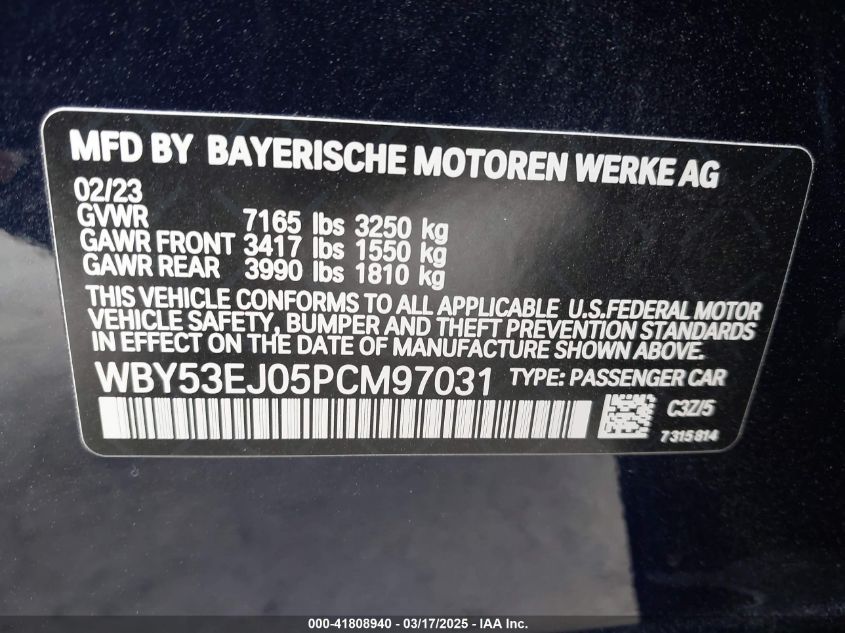 MFD BY BAYERISCHE MOTOREN WERKE AG
02/23
GVWR 7165 lbs 3250 kg
GAWR FRONT 3417 lbs 1550 kg
GAWR REAR 3990 lbs 1810 kg
THIS VEHICLE CONFORMS TO ALL APPLICABLE U.S.FEDERAL MOTOR
VEHICLE SAFETY, BUMPER AND THEFT PREVENTION STANDARDS
IN EFFECT ON THE DATE OF MANUFACTURE SHOWN ABOVE.
WBY53EJ05PCM97031 TYPE: PASSENGER CAR
C3Z/5
7315814
000-41808940 - 03/17/2025 - IAA Inc.